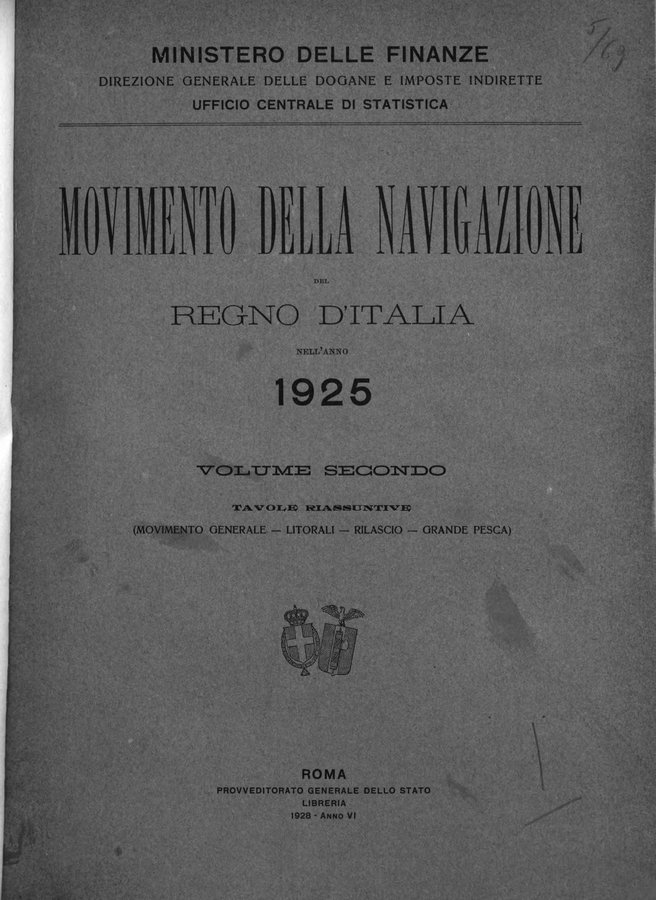 5/69
MINISTERO DELLE FINANZE
DIREZIONE GENERALE DELLE DOGANE E IMPOSTE INDIRETTE
UFFICIO CENTRALE DI STATISTICA
MOVIMENTO DELLA NAVIGAZIONE
DEL
REGNO D'ITALIA
NELL'ANNO
1925
VOLUME SECONDO
TAVOLE RIASSUNTIVE
(MOVIMENTO GENERALE — LITORALI — RILASCIO — GRANDE PESCA)
ROMA
PROVVEDITORATO GENERALE DELLO STATO
LIBRERIA
1928 - ANNO VI